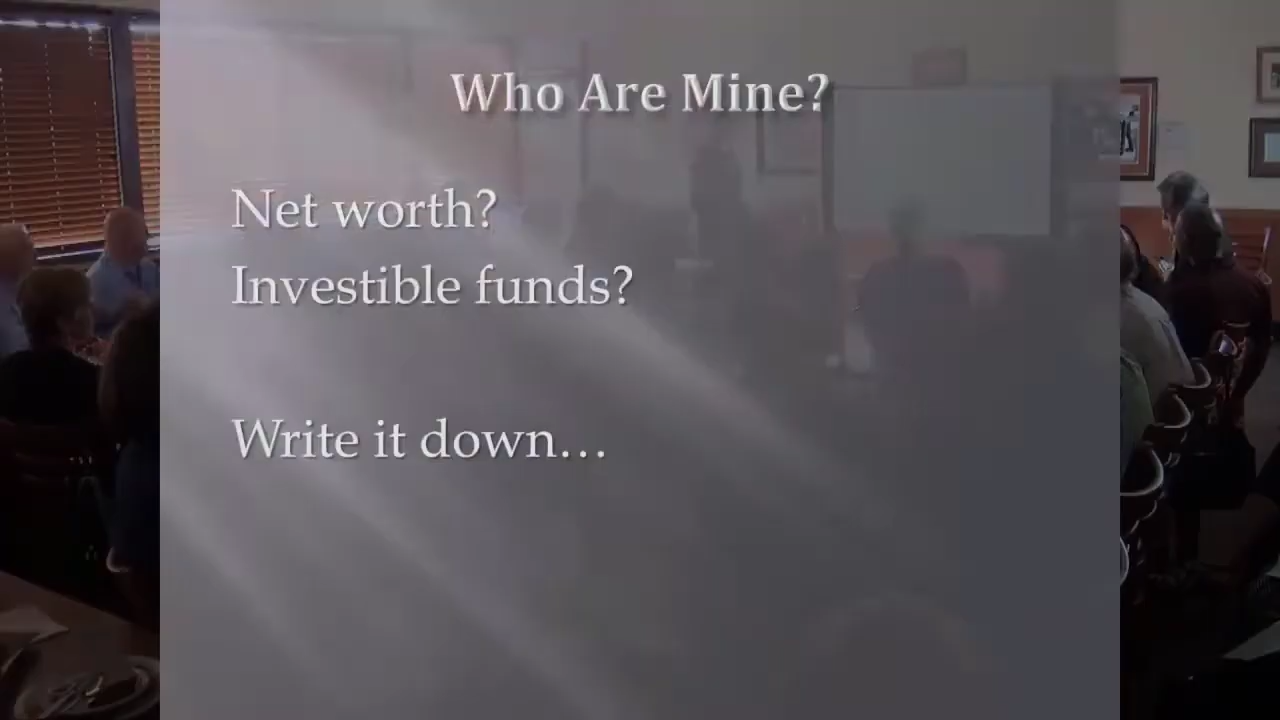 Who Are Mine?
Net worth?
Investible funds?
Write it down…